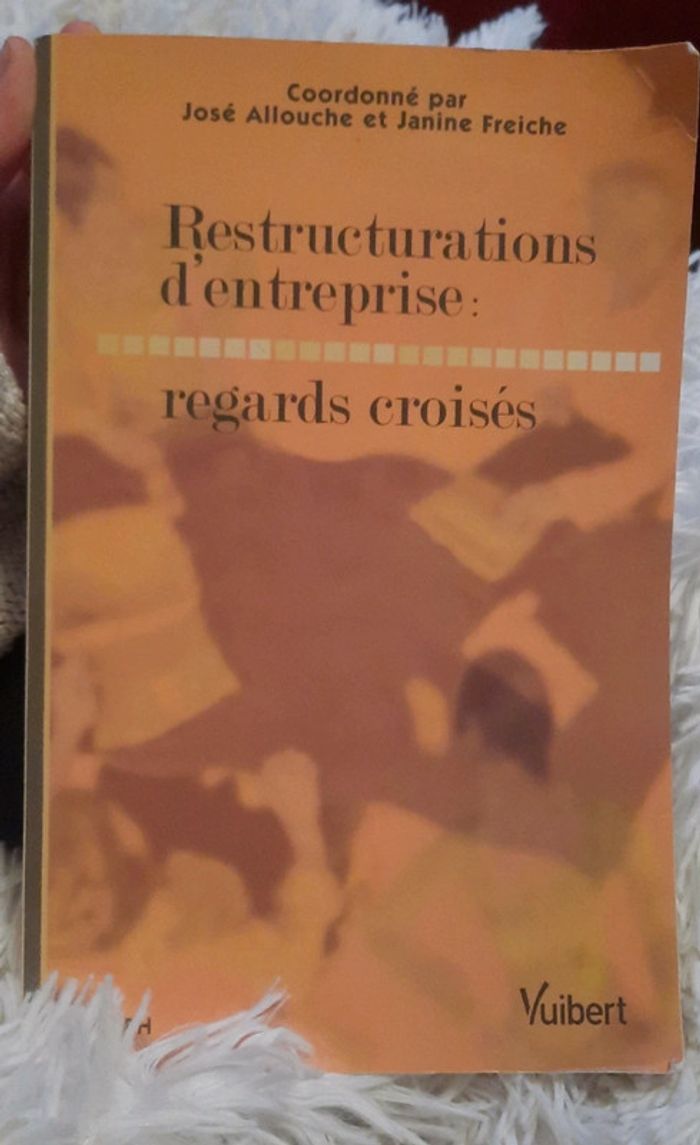 Coordonné par
José Allouche et Janine Freiche
Restructurations
d'entreprise :
regards croisés
Vuibert